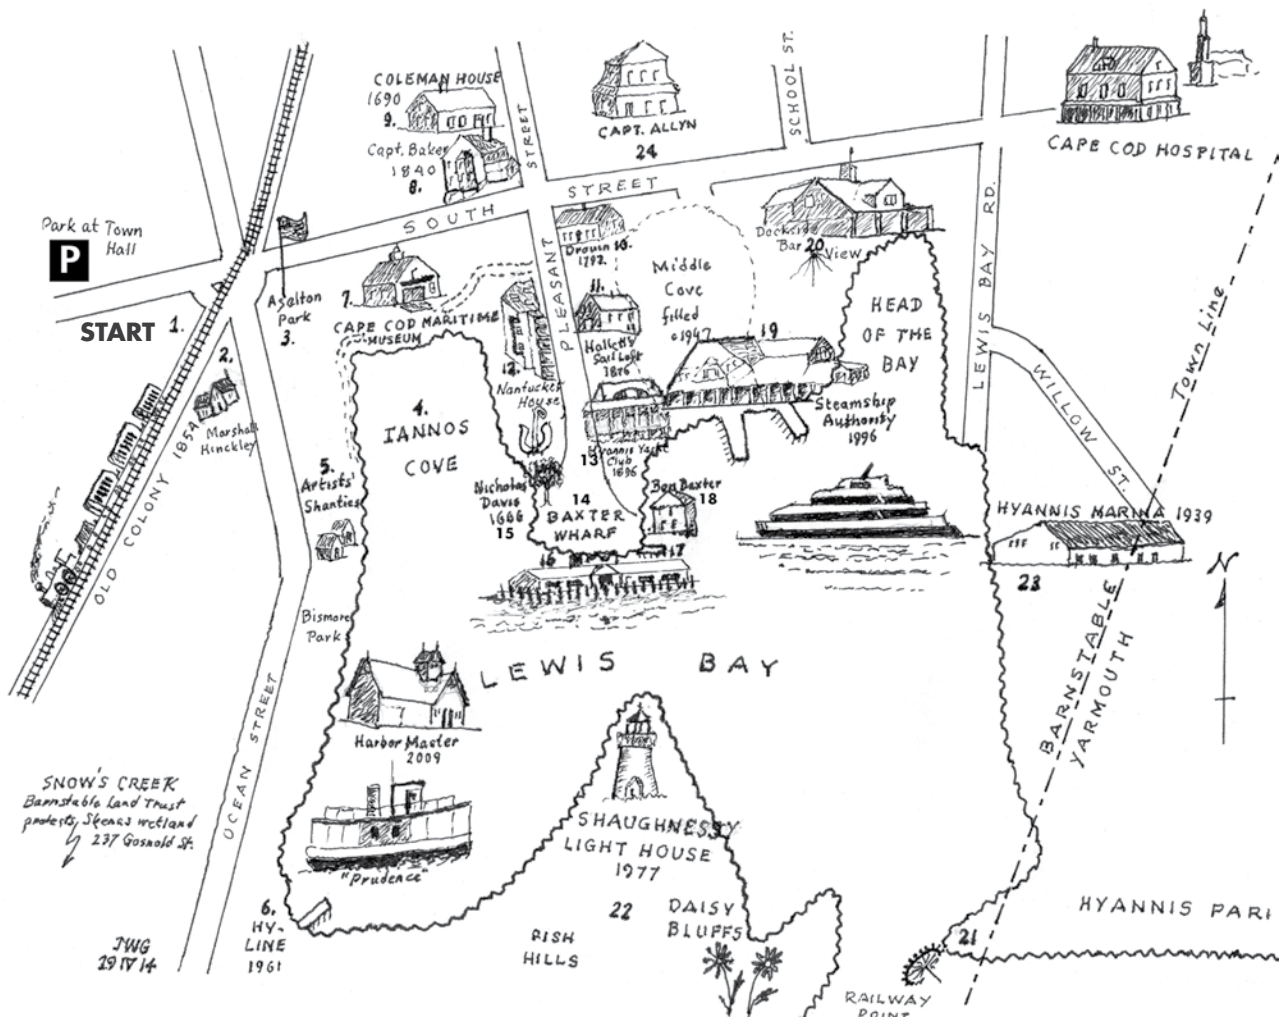 COLEMAN HOUSE
1690
9.
Capt. Baker
1840
8.
STREET
CAPT. ALLYN
24
SCHOOL ST.
CAPE COD HOSPITAL
Park at Town
Hall
P
START
1.
2.
Aselton
Park
3.
SOUTH STREET
7.
CAPE COD MARITIME
MUSEUM
PLEASANT
10.
1792
11.
Hallett's
Sail Loft
1876
12.
Nantucket
House
Middle
Cove
filled
c1947
19
Dockside
Bar 20 View
HEAD
OF THE
BAY
LEWIS BAY RD.
WILLOW ST.
Town Line
Marshall
Hinckley
OLD COLONY 1854
4.
IANNOS
COVE
5.
Artists'
Shanties
Steamship
Authority
1996
13
Hyannis Yacht
Club
1896
Nicholas
Davis
1666
15
14
BAXTER
WHARF
Ben Baxter
18
16
17
HYANNIS MARINA 1939
23
N
Bismore
Park
LEWIS BAY
BARNSTABLE
YARMOUTH
Harbor Master
2009
OCEAN STREET
SNOW'S CREEK
Barnstable Land Trust
protects, Skenas wetland
237 Gosnold St.
"Prudence"
SHAUGHNESSY
LIGHT HOUSE
1977
22
DAISY
BLUFFS
6.
HY-
LINE
1961
JWG
29 IV 14
HYANNIS PARK
21
RAILWAY
POINT
HILLS